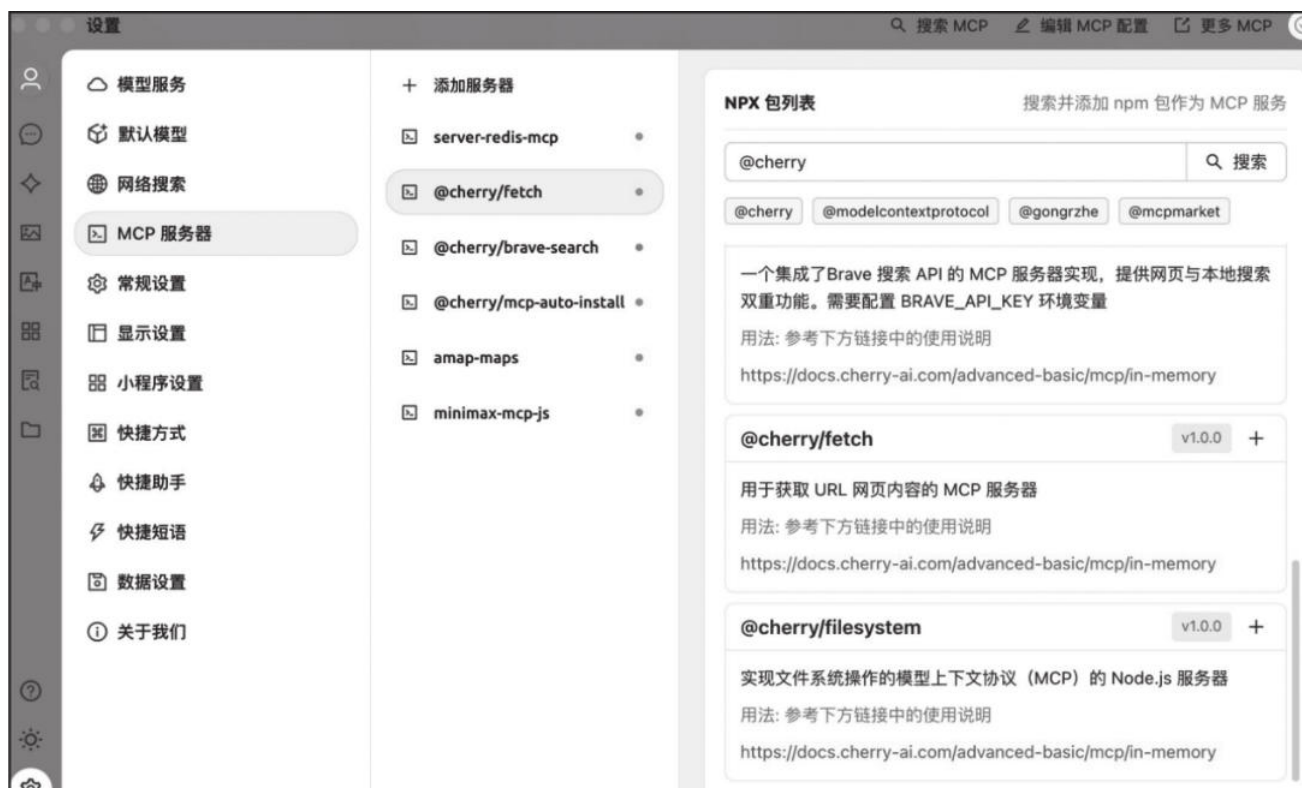 设置
搜索 MCP
编辑 MCP 配置
更多 MCP
模型服务
默认模型
网络搜索
MCP 服务器
常规设置
显示设置
小程序设置
快捷方式
快捷助手
快捷短语
数据设置
关于我们
添加服务器
server-redis-mcp
@cherry/fetch
@cherry/brave-search
@cherry/mcp-auto-install
amap-maps
minimax-mcp-js
NPX 包列表
搜索并添加 npm 包作为 MCP 服务
@cherry
搜索
@cherry
@modelcontextprotocol
@gongrzhe
@mcpmarket
一个集成了Brave 搜索 API 的 MCP 服务器实现，提供网页与本地搜索
双重功能。需要配置 BRAVE_API_KEY 环境变量
用法: 参考下方链接中的使用说明
https://docs.cherry-ai.com/advanced-basic/mcp/in-memory
@cherry/fetch
v1.0.0
用于获取 URL 网页内容的 MCP 服务器
用法: 参考下方链接中的使用说明
https://docs.cherry-ai.com/advanced-basic/mcp/in-memory
@cherry/filesystem
v1.0.0
实现文件系统操作的模型上下文协议（MCP）的 Node.js 服务器
用法: 参考下方链接中的使用说明
https://docs.cherry-ai.com/advanced-basic/mcp/in-memory